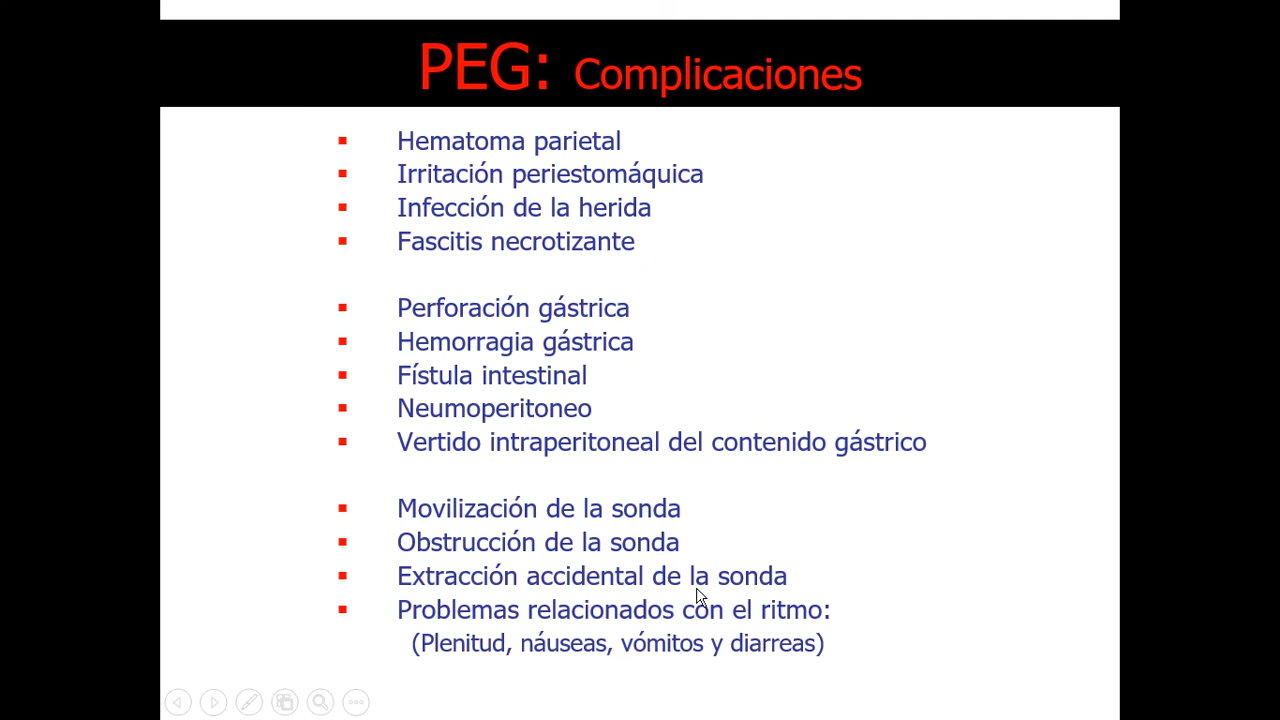 PEG: Complicaciones
Hematoma parietal
Irritación periestomáquica
Infección de la herida
Fascitis necrotizante
Perforación gástrica
Hemorragia gástrica
Fístula intestinal
Neumoperitoneo
Vertido intraperitoneal del contenido gástrico
Movilización de la sonda
Obstrucción de la sonda
Extracción accidental de la sonda
Problemas relacionados con el ritmo:
(Plenitud, náuseas, vómitos y diarreas)